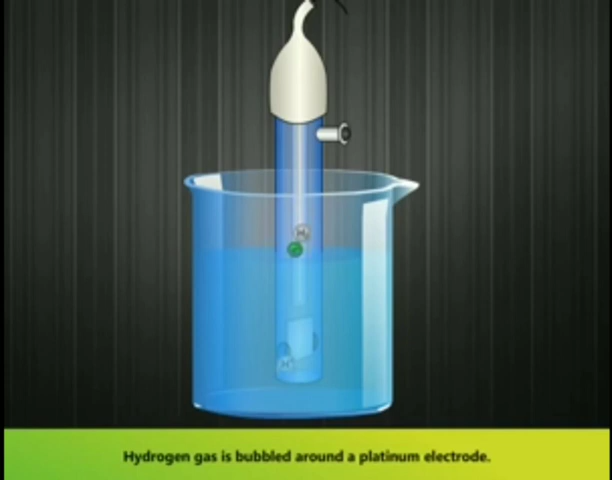 H
H
Hydrogen gas is bubbled around a platinum electrode.